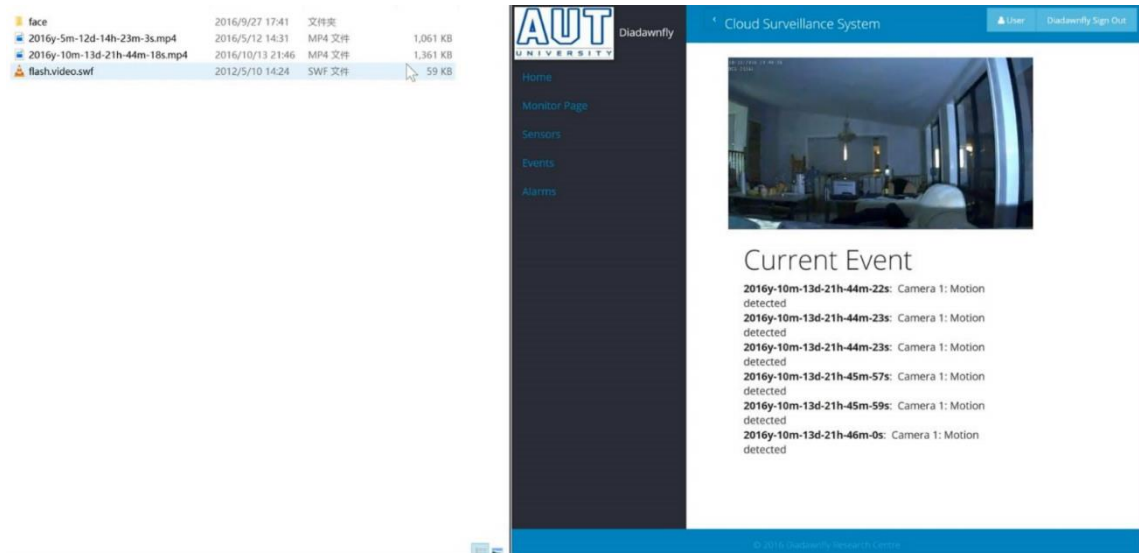 face 2016/9/27 17:41 文件夹
2016y-5m-12d-14h-23m-3s.mp4 2016/5/12 14:31 MP4 文件 1,061 KB
2016y-10m-13d-21h-44m-18s.mp4 2016/10/13 21:46 MP4 文件 1,361 KB
flash.video.swf 2012/5/10 14:24 SWF 文件 59 KB
AUT
UNIVERSITY
Diadawnfly
Home
Monitor Page
Sensors
Events
Alarms
Cloud Surveillance System
User
Diadawnfly Sign Out
Current Event
2016y-10m-13d-21h-44m-22s: Camera 1: Motion
detected
2016y-10m-13d-21h-44m-23s: Camera 1: Motion
detected
2016y-10m-13d-21h-44m-23s: Camera 1: Motion
detected
2016y-10m-13d-21h-45m-57s: Camera 1: Motion
detected
2016y-10m-13d-21h-45m-59s: Camera 1: Motion
detected
2016y-10m-13d-21h-46m-0s: Camera 1: Motion
detected
© 2016 Diadawnfly Research Centre